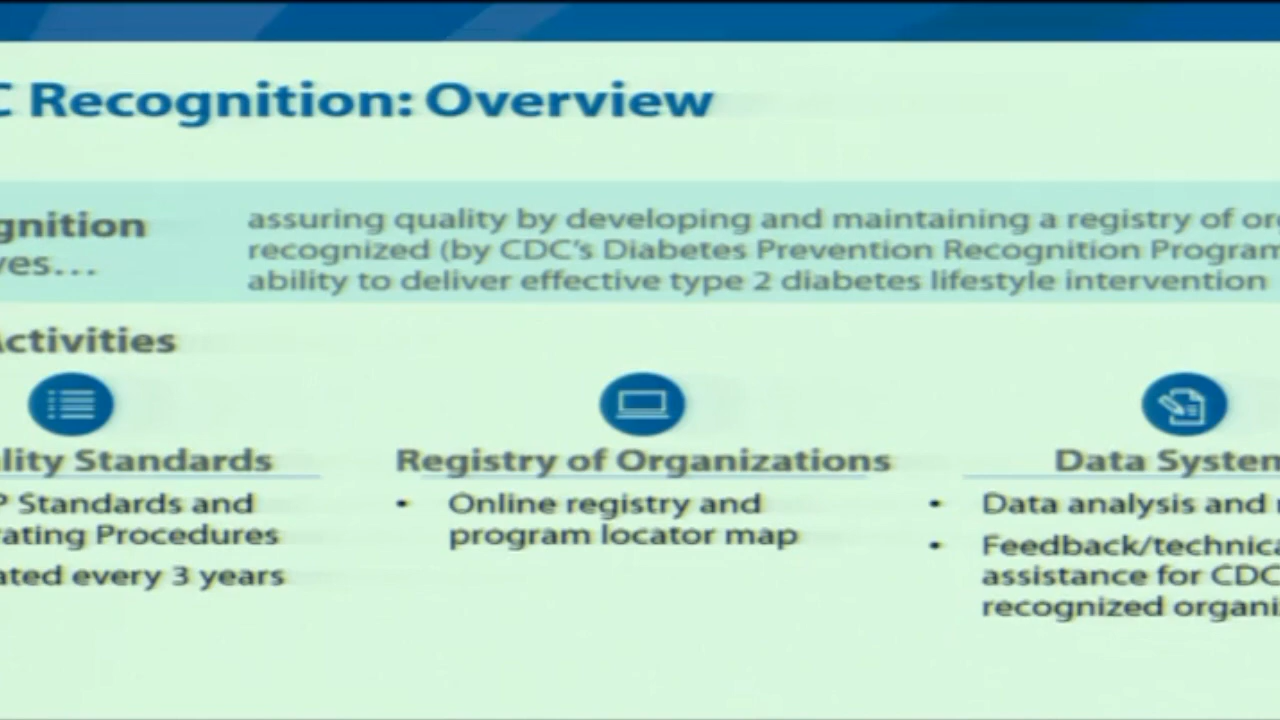 C Recognition: Overview
gnition
ves…
assuring quality by developing and maintaining a registry of or
recognized (by CDC's Diabetes Prevention Recognition Program
ability to deliver effective type 2 diabetes lifestyle intervention
Activities
lity Standards
P Standards and
rating Procedures
ated every 3 years
Registry of Organizations
• Online registry and
program locator map
Data System
• Data analysis and
• Feedback/technica
assistance for CDC
recognized organi